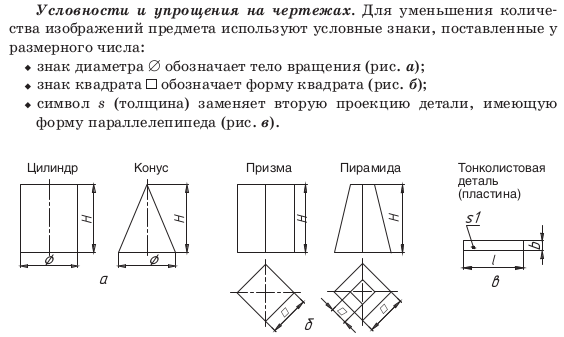 Условности и упрощения на чертежах. Для уменьшения количе-
ства изображений предмета используют условные знаки, поставленные у
размерного числа:
◆ знак диаметра ∅ обозначает тело вращения (рис. а);
◆ знак квадрата □ обозначает форму квадрата (рис. б);
◆ символ s (толщина) заменяет вторую проекцию детали, имеющую
форму параллелепипеда (рис. в).
Цилиндр
Конус
Призма
Пирамида
Тонколистовая
деталь
(пластина)
H
H
H
H
s1
b
l
ϕ
ϕ
а
□
□
□
б
в